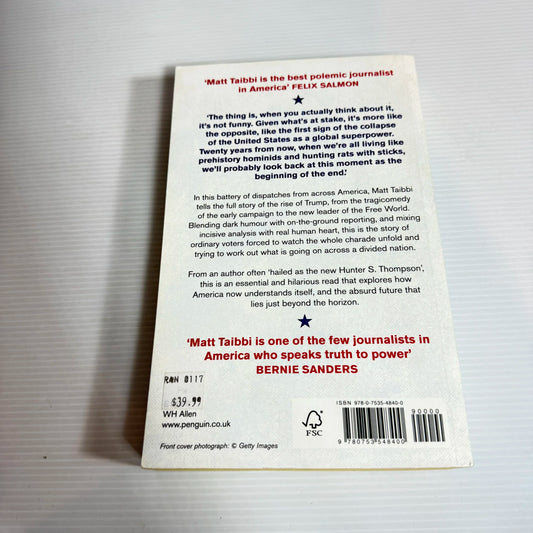 ‘Matt Taibbi is the best polemic journalist
in America’ FELIX SALMON
‘The thing is, when you actually think about it,
it’s not funny. Given what’s at stake, it’s more like
the opposite, like the first sign of the collapse
of the United States as a global superpower.
Twenty years from now, when we’re all living like
prehistory hominids and hunting rats with sticks,
we’ll probably look back at this moment as the
beginning of the end.’
In this battery of dispatches from across America, Matt Taibbi
tells the full story of the rise of Trump, from the tragicomedy
of the early campaign to the new leader of the Free World.
Blending dark humour with on-the-ground reporting, and mixing
incisive analysis with real human heart, this is the story of
ordinary voters forced to watch the whole charade unfold and
trying to work out what is going on across a divided nation.
From an author often ‘hailed as the new Hunter S. Thompson’,
this is an essential and hilarious read that explores how
America now understands itself, and the absurd future that
lies just beyond the horizon.
‘Matt Taibbi is one of the few journalists in
America who speaks truth to power’
BERNIE SANDERS
RAN 0117
$39.99
WH Allen
www.penguin.co.uk
Front cover photograph: © Getty Images
FSC
ISBN 978-0-7535-4840-0
90000
9 780753 548400